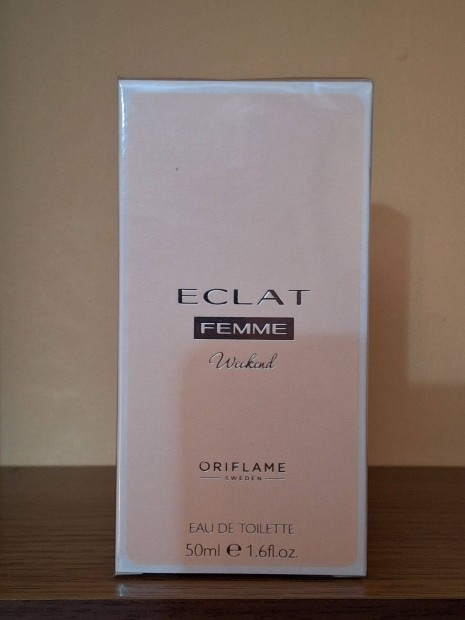 ECLAT
FEMME
Weekend
ORIFLAME
SWEDEN
EAU DE TOILETTE
50ml e 1.6fl.oz.